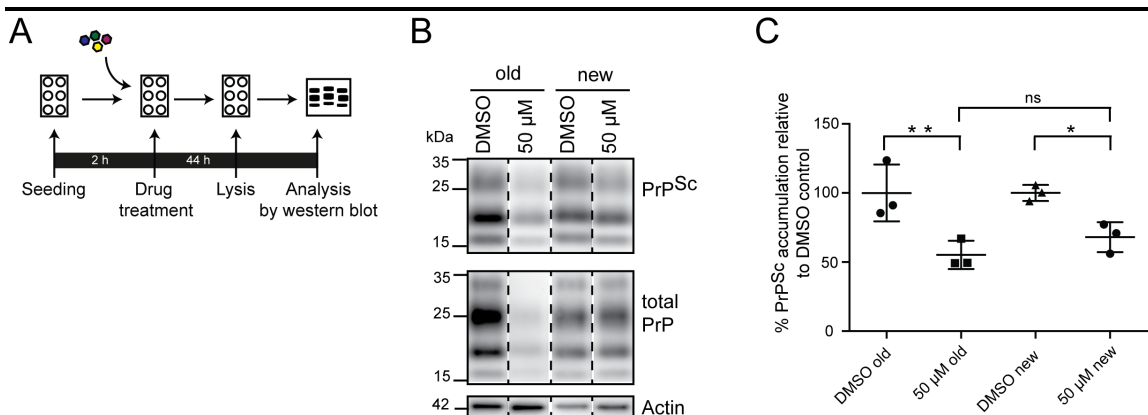 A
2 h
44 h
Seeding
Drug
treatment
Lysis
Analysis
by western blot
B
old
new
kDa
DMSO
50 µM
DMSO
50 µM
35
25
15
PrPSc
35
25
15
total
PrP
42
Actin
C
% PrPSc accumulation relative
to DMSO control
150
100
50
0
* *
ns
*
DMSO old
50 µM old
DMSO new
50 µM new